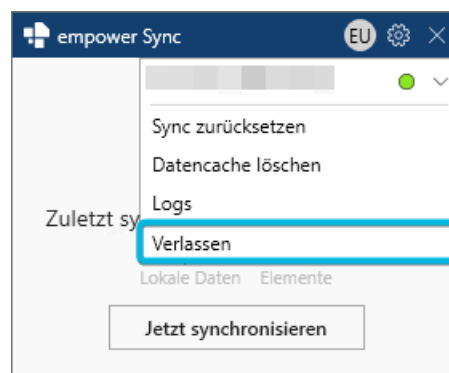 empower Sync EU
Sync zurücksetzen
Datencache löschen
Logs
Zuletzt sy
Verlassen
Lokale Daten Elemente
Jetzt synchronisieren